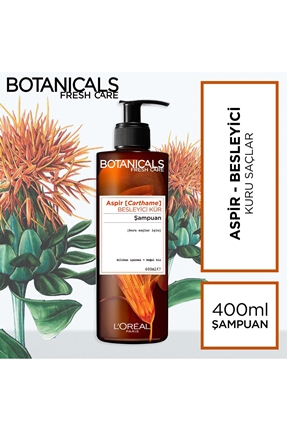 BOTANICALS
FRESH CARE
BOTANICALS
FRESH CARE
Aspir [Carthame]
BESLEYİCİ KÜR
Şampuan
(Kuru saçlar için)
400ml℮
L'ORÉAL
PARIS
ASPİR - BESLEYİCİ
KURU SAÇLAR
400ml
ŞAMPUAN